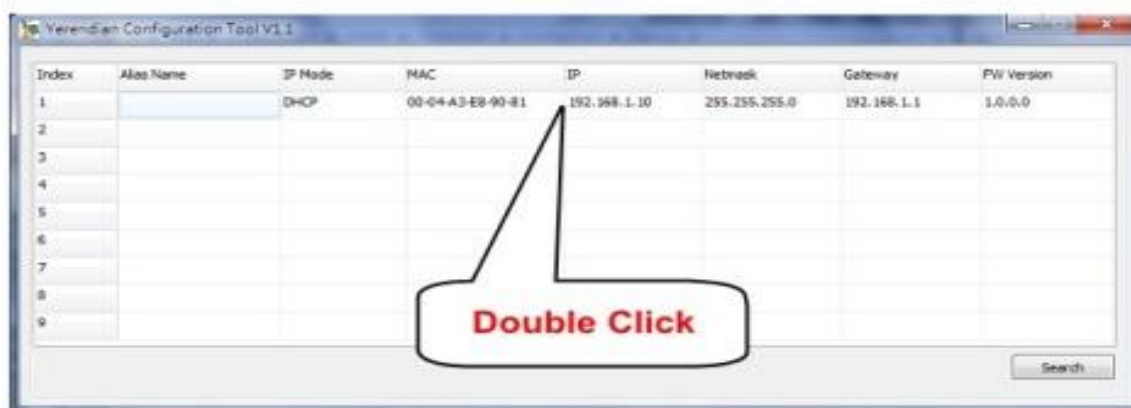 Yerendian Configuration Tool V1.1
Index Alias Name IP Mode MAC IP Netmask Gateway FW Version
1 DHCP 00-04-A3-E8-90-81 192.168.1.10 255.255.255.0 192.168.1.1 1.0.0.0
2
3
4
5
6
7
8
9
Double Click
Search